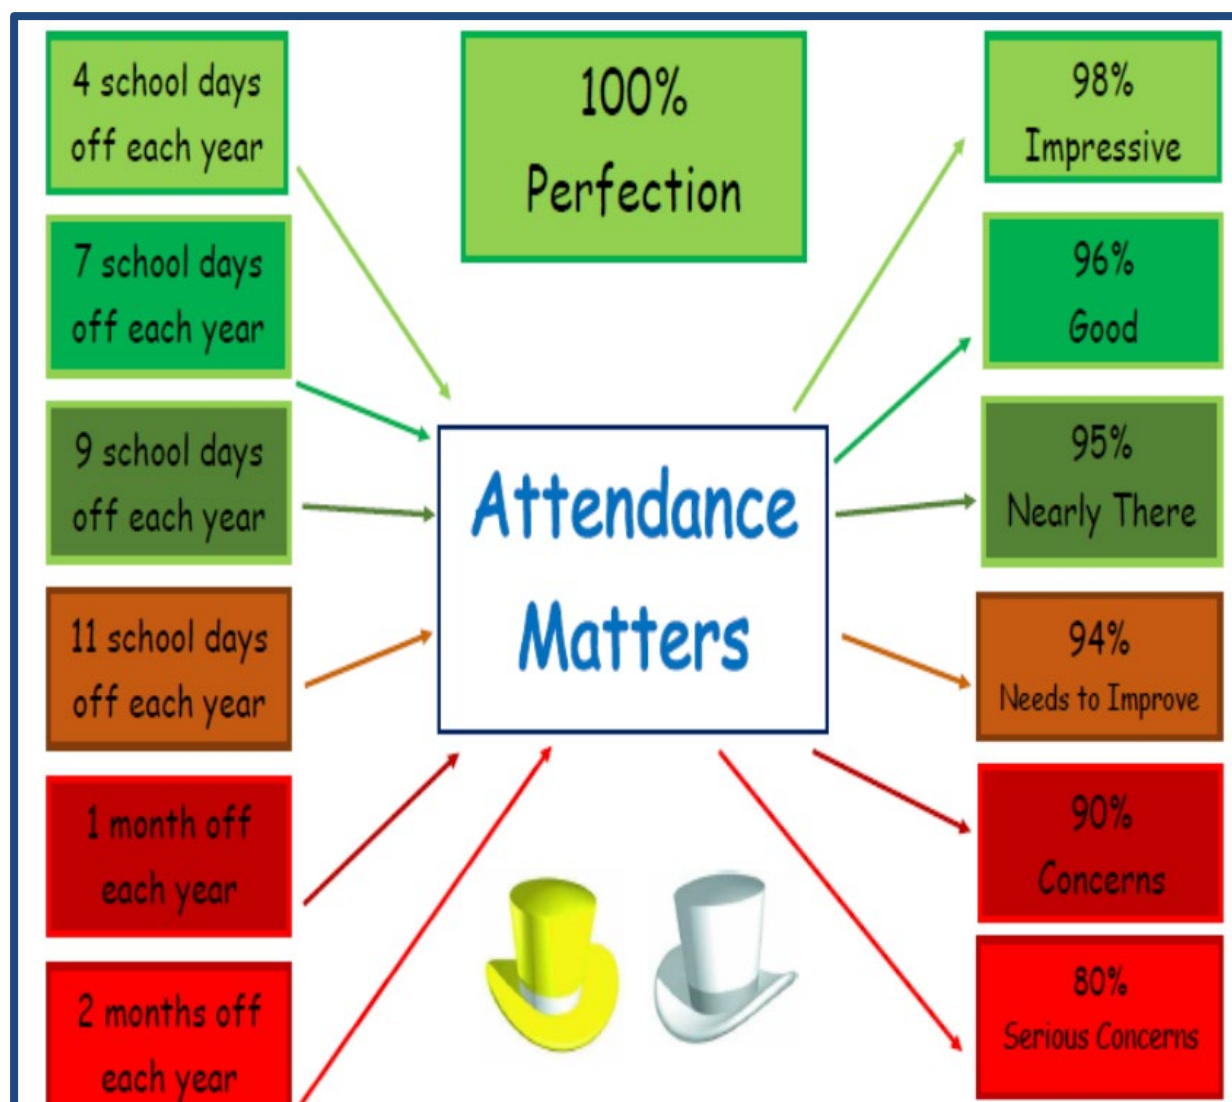 4 school days
off each year
7 school days
off each year
9 school days
off each year
11 school days
off each year
1 month off
each year
2 months off
each year
100%
Perfection
Attendance
Matters
98%
Impressive
96%
Good
95%
Nearly There
94%
Needs to Improve
90%
Concerns
80%
Serious Concerns